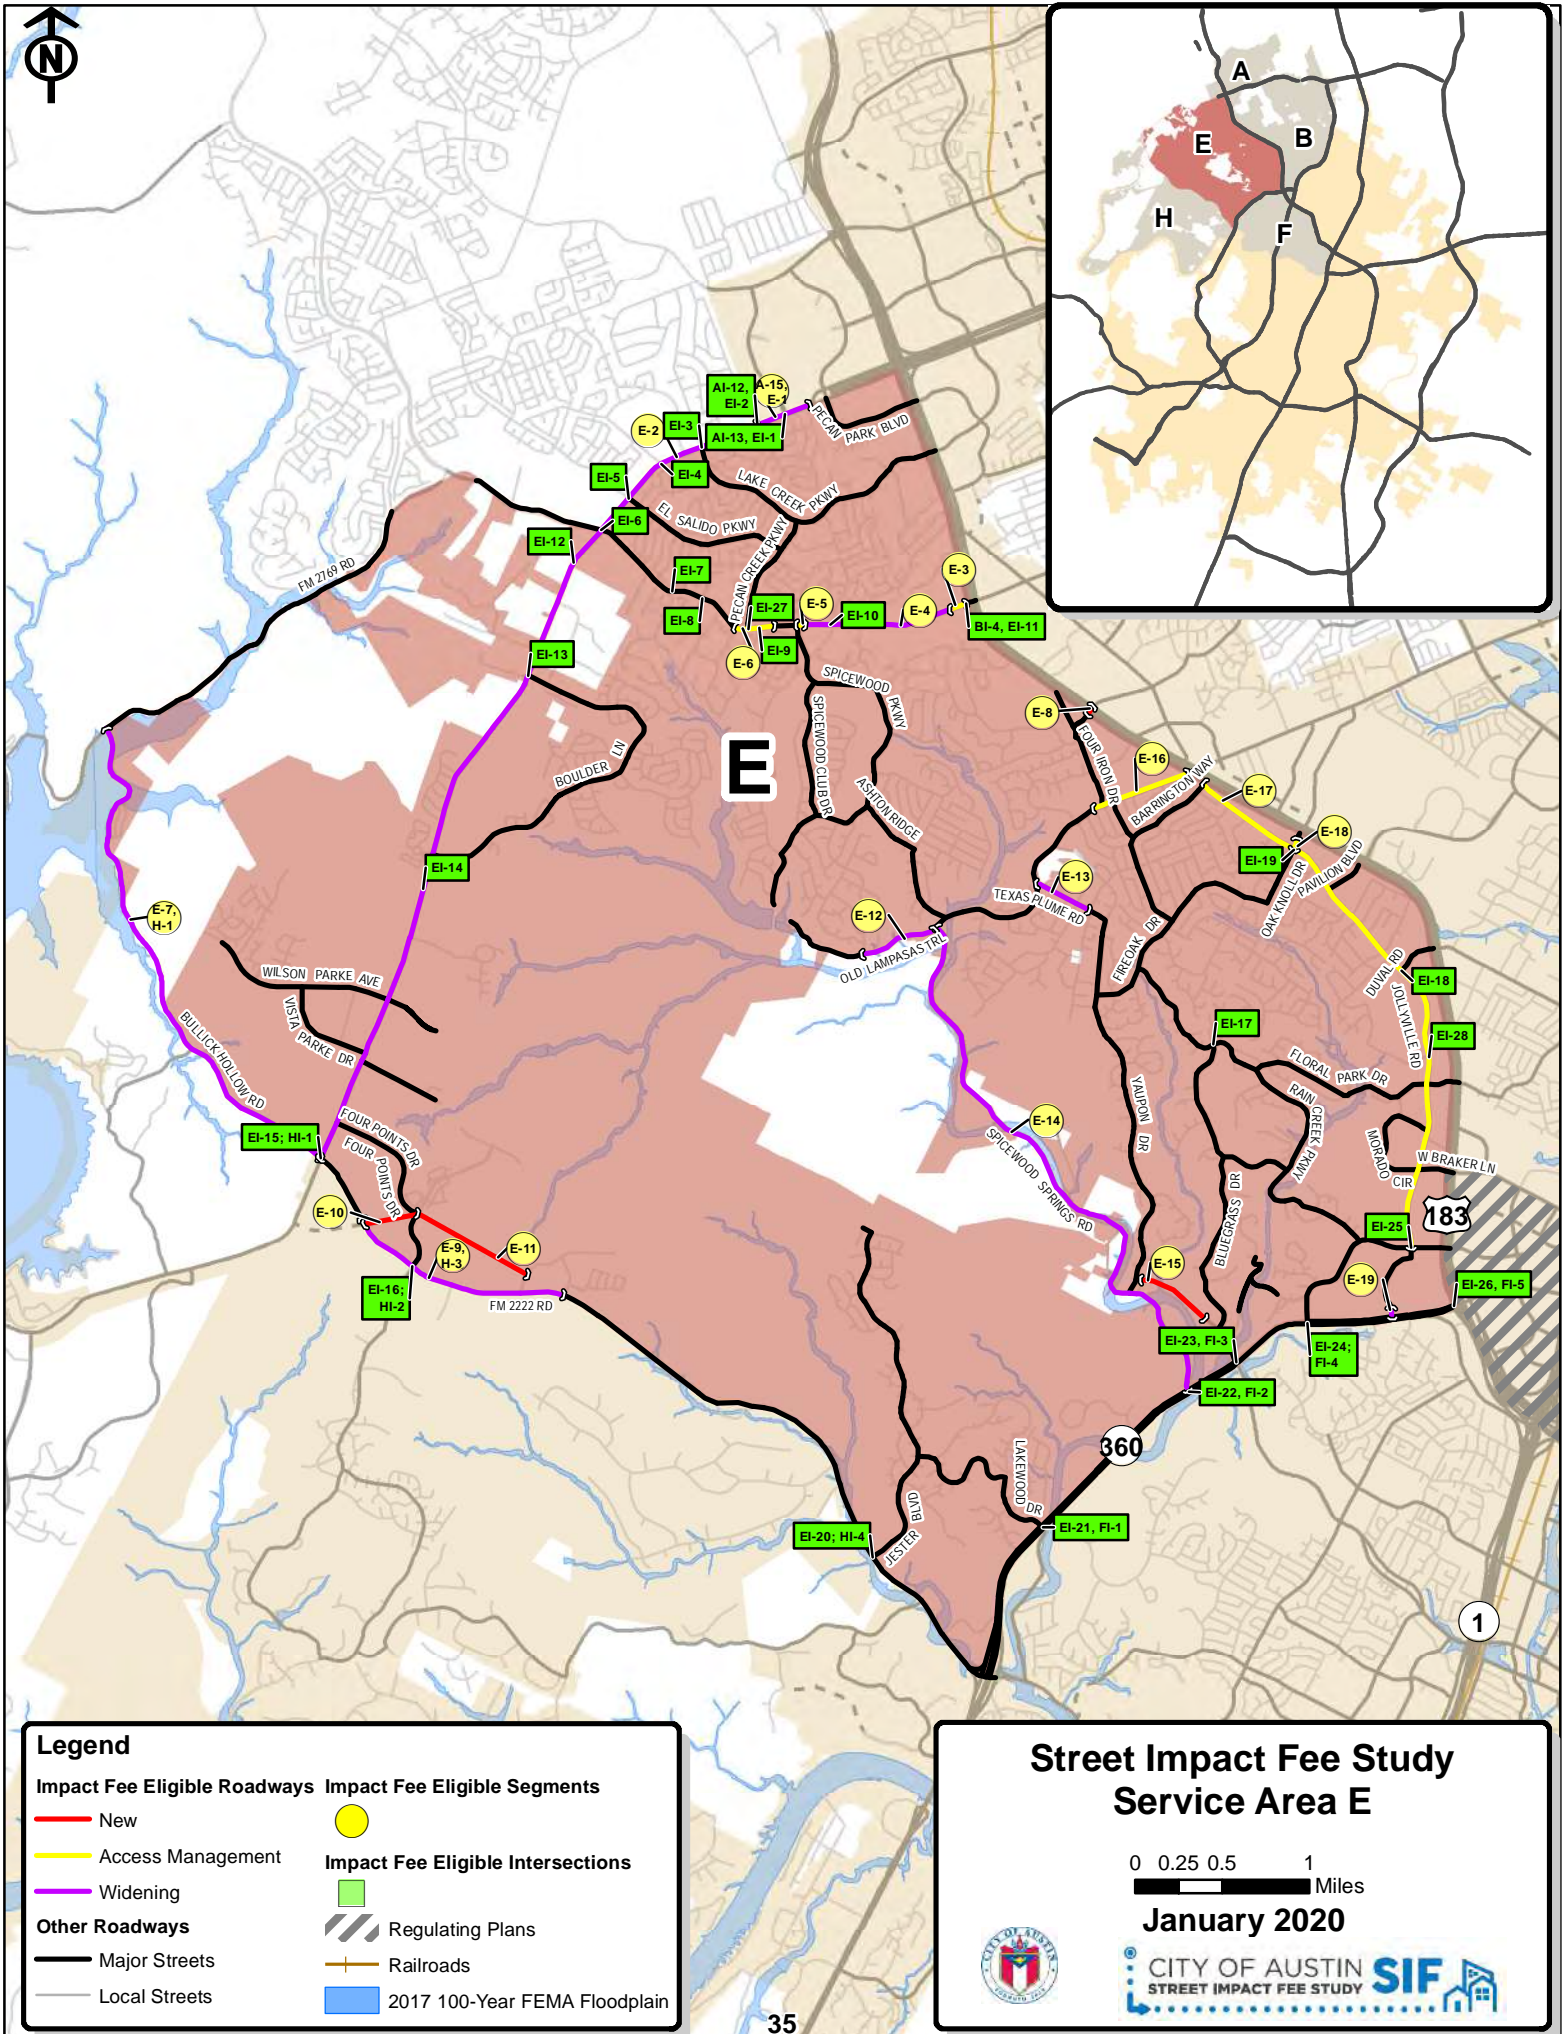 N
A
B
E
H
F
AI-12,
EI-2
A-15,
E-1
E-2
EI-3
AI-13, EI-1
PECAN PARK BLVD
EI-4
EI-5
LAKE CREEK PKWY
EL SALIDO PKWY
EI-6
EI-12
PECAN CREEK PKWY
FM 2769 RD
EI-7
E-3
EI-27
E-5
EI-10
E-4
EI-8
BI-4, EI-11
EI-9
E-6
EI-13
SPICEWOOD PKWY
SPICEWOOD CLUB DR
E-8
FOUR IRON DR
E
BOULDER LN
E-16
BARRINGTON WAY
E-17
ASHTON RIDGE
E-18
EI-19
OAK KNOLL DR
PAVILION BLVD
EI-14
E-13
TEXAS PLUME RD
E-7,
H-1
E-12
OLD LAMPASAS TRL
FIREOAK DR
DUVAL RD
EI-18
JOLLYVILLE RD
WILSON PARKE AVE
VISTA PARKE DR
EI-17
EI-28
BULLICK HOLLOW RD
FLORAL PARK DR
RAIN CREEK PKWY
YAUPON DR
E-14
SPICEWOOD SPRINGS RD
FOUR POINTS DR
FOUR POINTS DR
EI-15; HI-1
MORADO CIR
W BRAKER LN
BLUEGRASS DR
E-10
183
EI-25
E-9,
H-3
E-11
E-15
E-19
EI-26, FI-5
EI-16;
HI-2
FM 2222 RD
EI-23, FI-3
EI-24;
FI-4
EI-22, FI-2
360
LAKEWOOD DR
JESTER BLVD
EI-20; HI-4
EI-21, FI-1
1
Legend
Impact Fee Eligible Roadways
New
Access Management
Widening
Other Roadways
Major Streets
Local Streets
Impact Fee Eligible Segments
Impact Fee Eligible Intersections
Regulating Plans
Railroads
2017 100-Year FEMA Floodplain
Street Impact Fee Study
Service Area E
0 0.25 0.5 1
Miles
January 2020
CITY OF AUSTIN
CITY OF AUSTIN
STREET IMPACT FEE STUDY
SIF
35